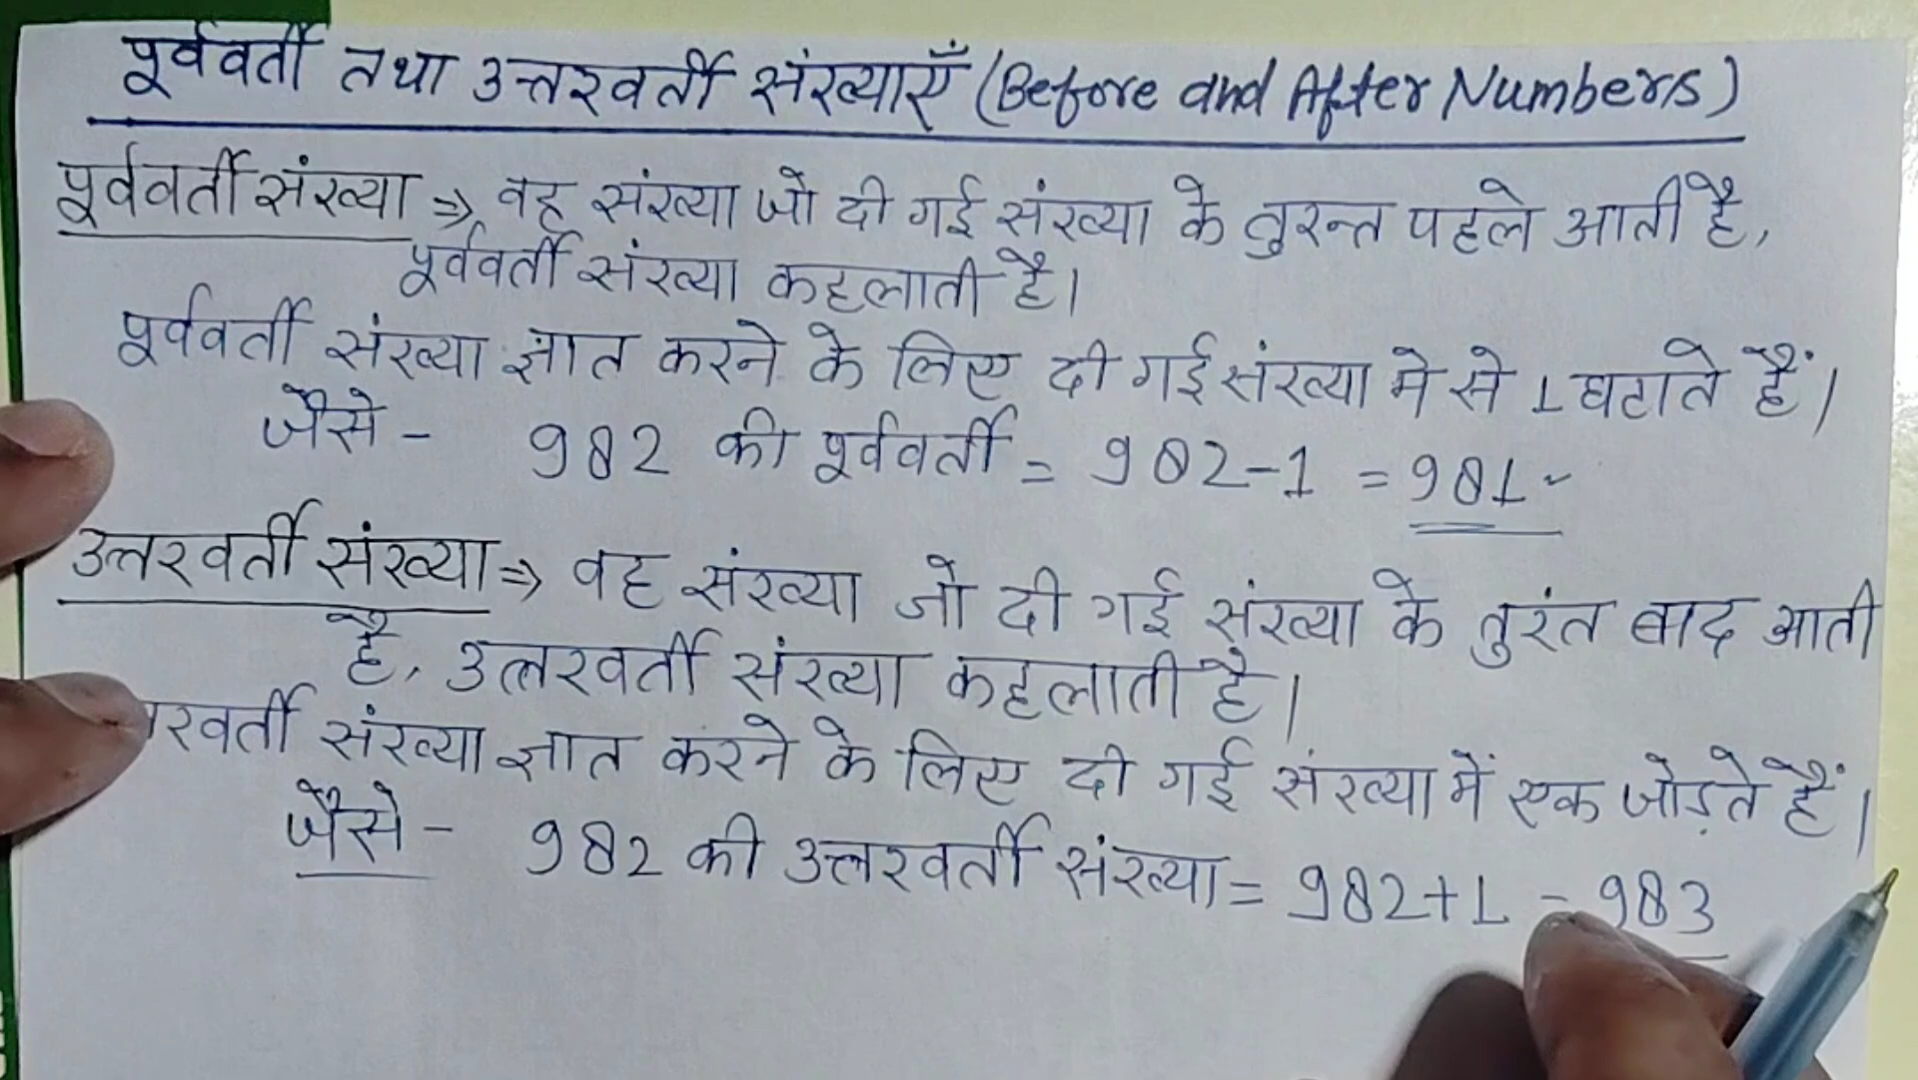 पूर्ववर्ती तथा उत्तरवर्ती संख्याएँ (Before and After Numbers)
पूर्ववर्ती संख्या ⇒ वह संख्या जो दी गई संख्या के तुरन्त पहले आती है,
पूर्ववर्ती संख्या कहलाती है।
पूर्ववर्ती संख्या ज्ञात करने के लिए दी गई संख्या मे से 1 घटाते हैं।
जैसे - 982 की पूर्ववर्ती = 982-1 = 981
उत्तरवर्ती संख्या ⇒ वह संख्या जो दी गई संख्या के तुरंत बाद आती
है, उत्तरवर्ती संख्या कहलाती है।
रवर्ती संख्या ज्ञात करने के लिए दी गई संख्या में एक जोड़ते हैं।
जैसे - 982 की उत्तरवर्ती संख्या = 982+1 = 983